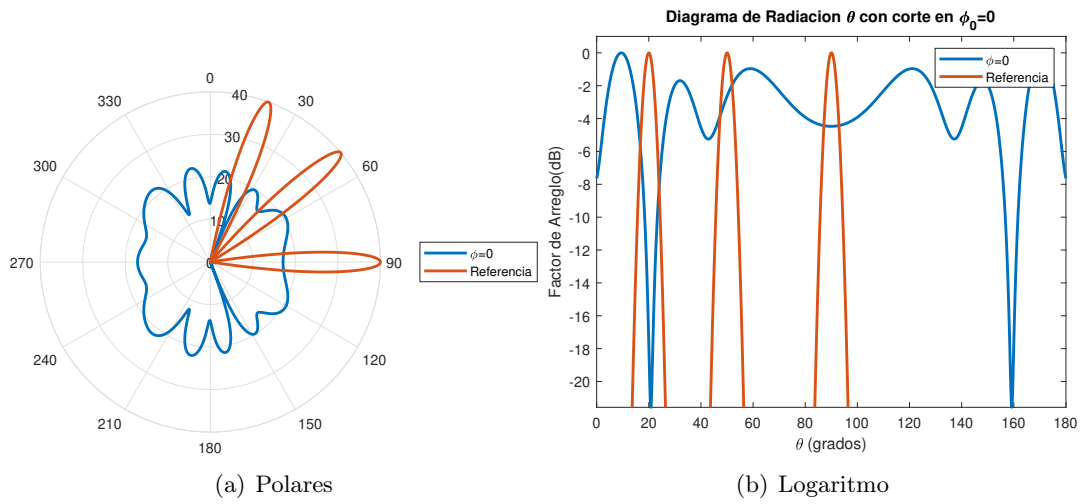 Diagrama de Radiacion θ con corte en ϕ₀=0
0
30
60
90
120
150
180
210
240
270
300
330
0
10
20
30
40
ϕ=0
Referencia
Factor de Arreglo(dB)
0
-2
-4
-6
-8
-10
-12
-14
-16
-18
-20
ϕ=0
Referencia
0 20 40 60 80 100 120 140 160 180
θ (grados)
(a) Polares
(b) Logaritmo